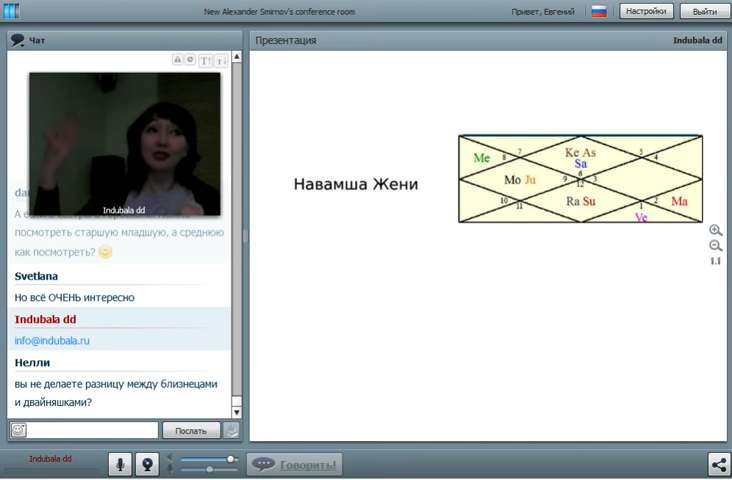 New Alexander Smirnov's conference room
Привет, Евгений
Настройки
Выйти
Чат
Indubala dd
посмотреть старшую младшую, а среднюю
как посмотреть?
Svetlana
Но всё ОЧЕНЬ интересно
Indubala dd
info@indubala.ru
Нелли
вы не делаете разницу между близнецами
и двайняшками?
Послать
Презентация
Indubala dd
Навамша Жени
Me
8
7
Ke As
Sa
5
4
Mo Ju
9
6
12
3
10
11
Ra Su
1
2
Ma
Ve
1.1
Indubala dd
Говорить!